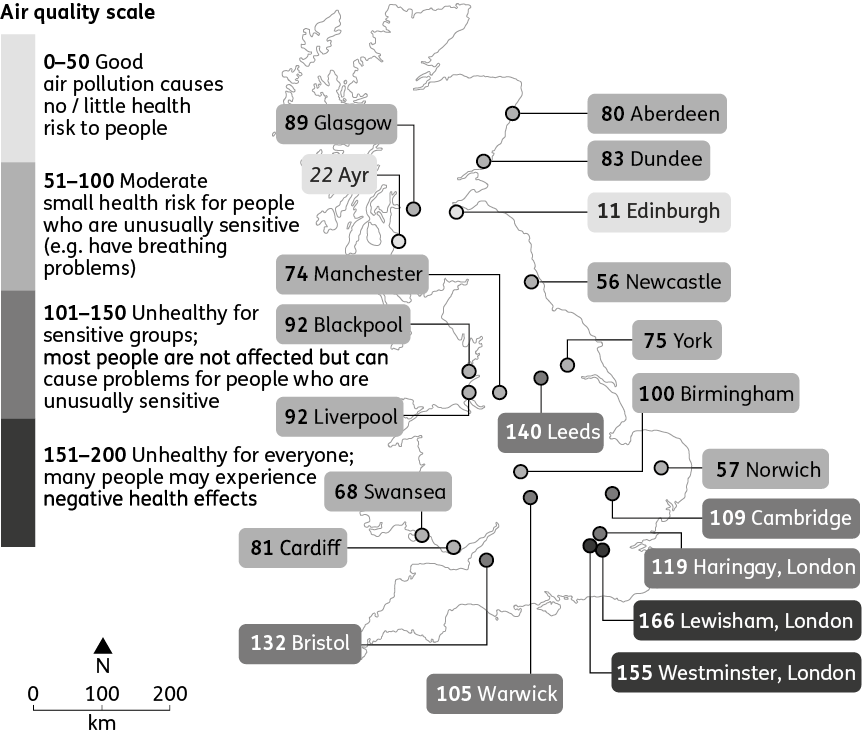 Air quality scale
0–50 Good
air pollution causes
no / little health
risk to people
51–100 Moderate
small health risk for people
who are unusually sensitive
(e.g. have breathing
problems)
101–150 Unhealthy for
sensitive groups;
most people are not affected but can
cause problems for people who are
unusually sensitive
151–200 Unhealthy for everyone;
many people may experience
negative health effects
89 Glasgow
22 Ayr
74 Manchester
92 Blackpool
92 Liverpool
68 Swansea
81 Cardiff
132 Bristol
105 Warwick
80 Aberdeen
83 Dundee
11 Edinburgh
56 Newcastle
75 York
100 Birmingham
140 Leeds
57 Norwich
109 Cambridge
119 Haringay, London
166 Lewisham, London
155 Westminster, London
N
0 100 200
km